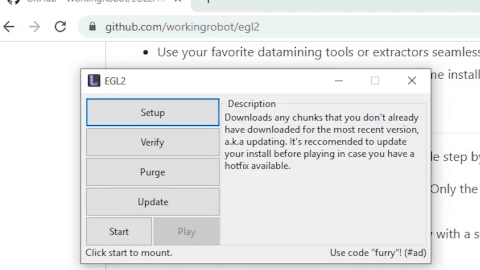 GitHub - workingrobot/EGL2:
github.com/workingrobot/egl2
• Use your favorite datamining tools or extractors seamless
EGL2
ne install
Setup
Verify
Purge
Update
Start
Play
Description
Downloads any chunks that you don't already
have downloaded for the most recent version,
a.k.a updating. It's reccomended to update
your install before playing in case you have a
hotfix available.
le step by
Only the
with a s
Click start to mount.
Use code "furry"! (#ad)